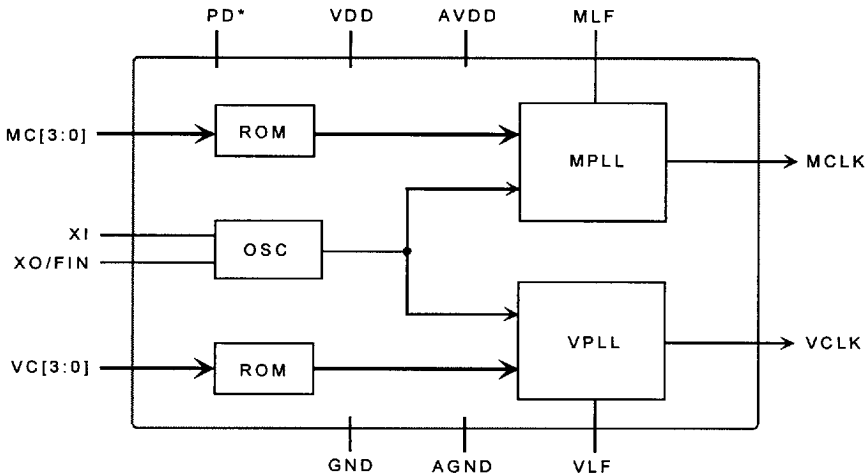 PD* VDD AVDD MLF
MC[3:0] ROM
MPLL MCLK
XI
OSC
XO/FIN
VPLL VCLK
VC[3:0] ROM
GND AGND VLF